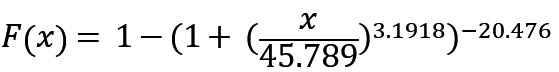 F(x) = 1−(1+ (x/45.789)^3.1918)^−20.476